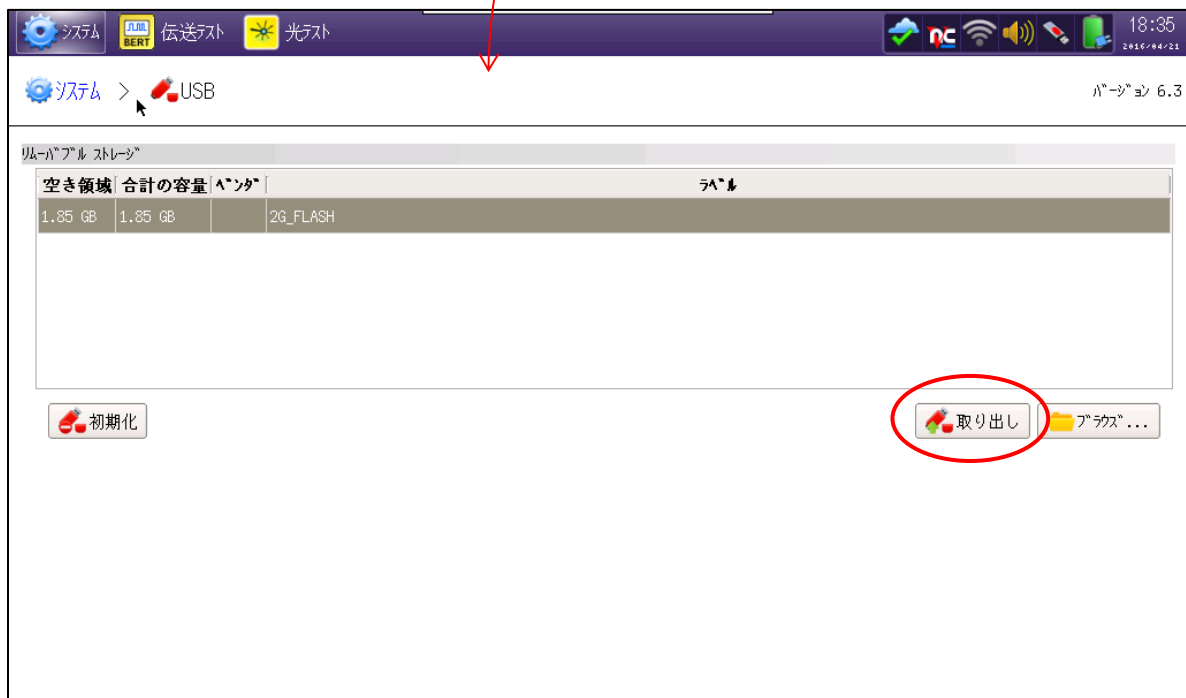 システム BERT 伝送テスト 光テスト 18:35
2016/04/21
システム > USB バージョン 6.3
リムーバブル ストレージ
空き領域 合計の容量 ベンダ ラベル
1.85 GB 1.85 GB 2G_FLASH
初期化 取り出し ブラウズ...